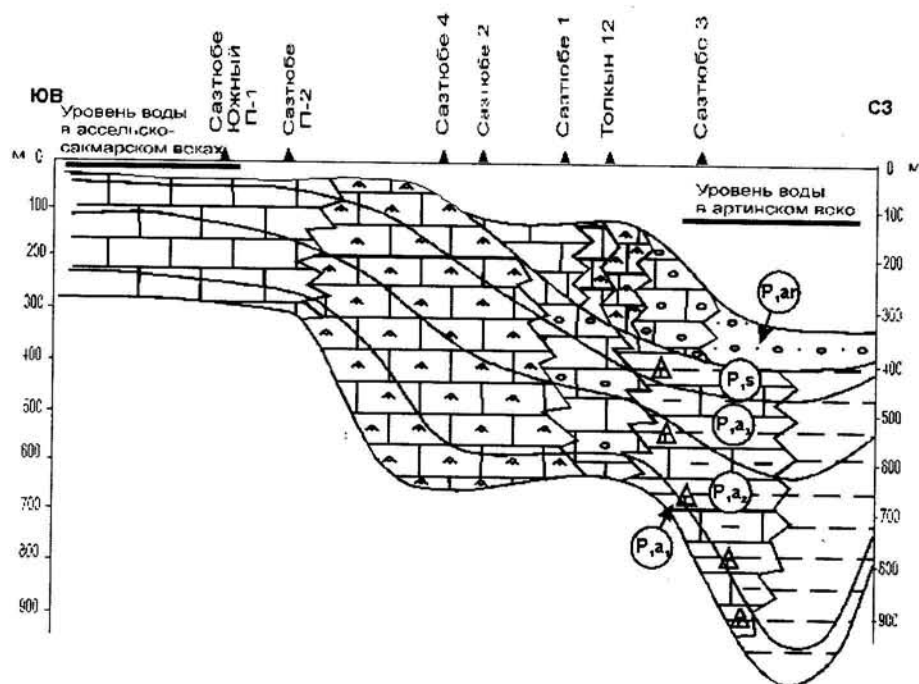 Сазтюбе
Южный
П-1
Сазтюбе
П-2
Сазтюбе 4
Сазтюбе 2
Сазтюбе 1
Толкын 12
Сазтюбе 3
ЮВ
СЗ
Уровень воды
в ассельско-
сакмарском веках
Уровень воды
в артинском веке
м 0
100
200
300
400
500
600
700
800
900
0 м
100
200
300
400
500
600
700
800
900
P₁ar
P₁s
P₁a₃
P₁a₂
P₁a₁